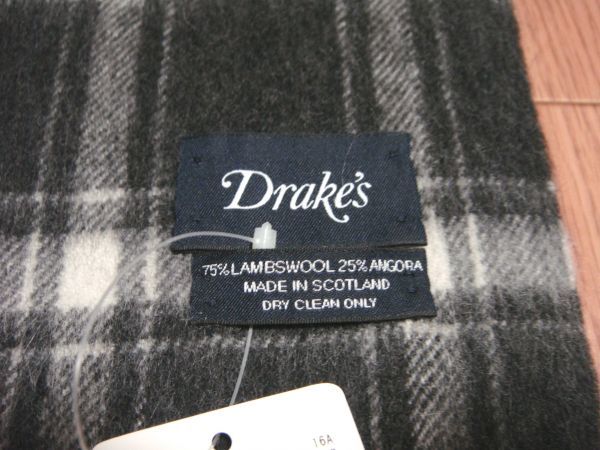 Drake's
75% LAMBSWOOL 25% ANGORA
MADE IN SCOTLAND
DRY CLEAN ONLY
16A